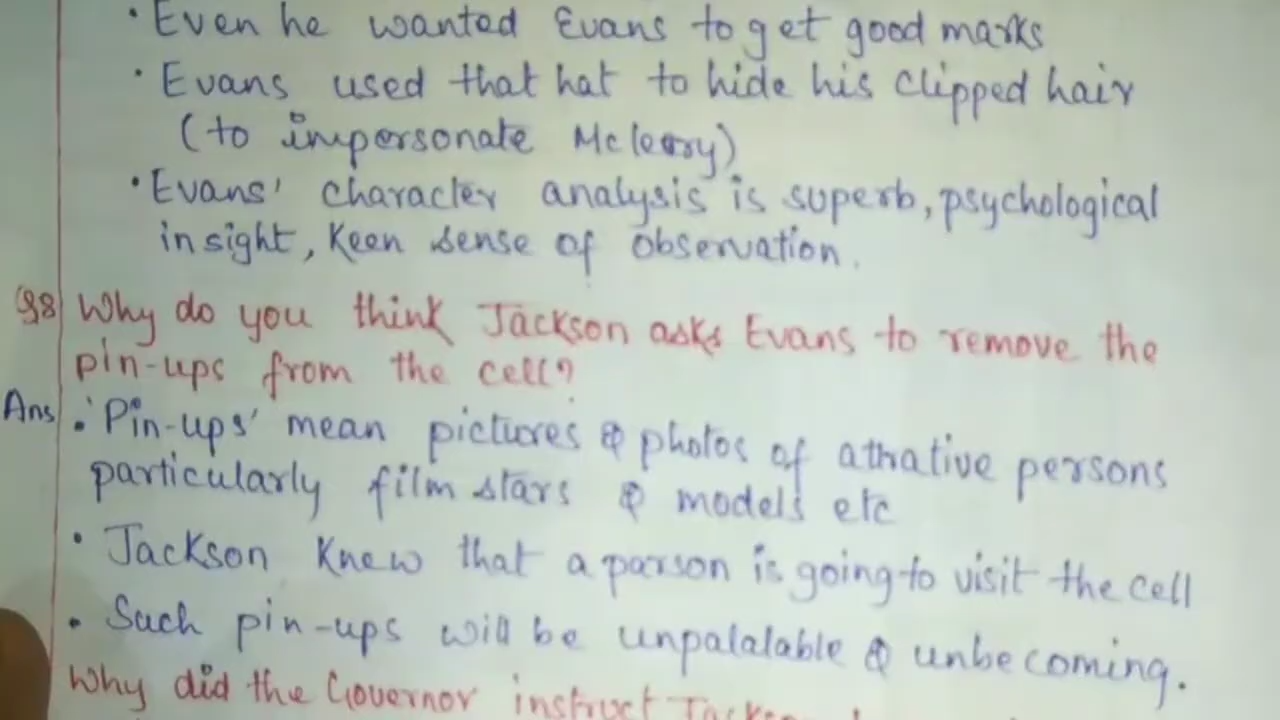 • Even he wanted Evans to get good marks
• Evans used that hat to hide his clipped hair
(to impersonate Mcleery)
• Evans' character analysis is superb, psychological
insight, Keen sense of observation.
Q8 Why do you think Jackson asks Evans to remove the
pin-ups from the cell?
Ans • 'Pin-ups' mean pictures & photos of athrative persons
particularly film stars & models etc
• Jackson Knew that a parson is going to visit the cell
• Such pin-ups will be unpalalable & unbecoming.
Why did the Governor instruct